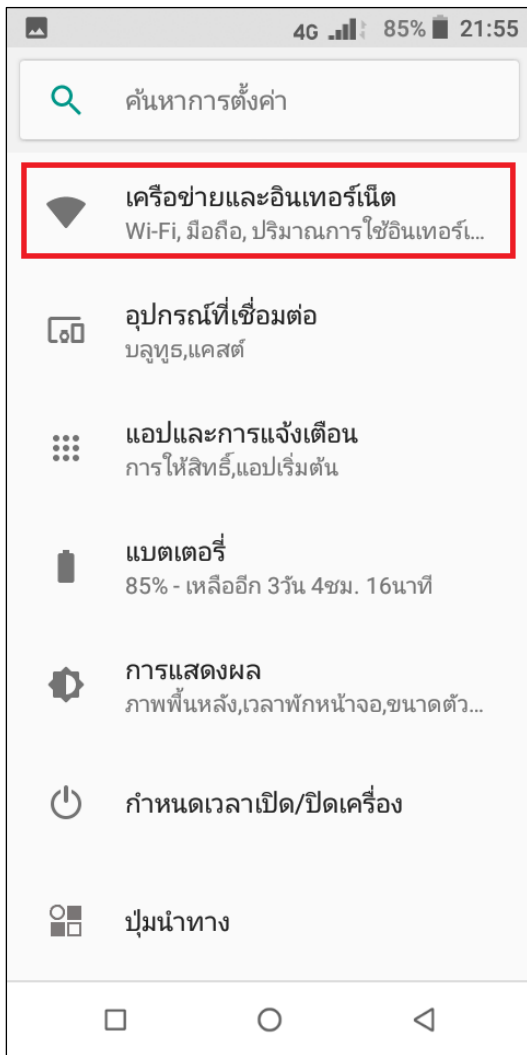 4G 85% 21:55
ค้นหาการตั้งค่า
เครือข่ายและอินเทอร์เน็ต
Wi-Fi, มือถือ, ปริมาณการใช้อินเทอร์เ...
อุปกรณ์ที่เชื่อมต่อ
บลูทูธ,แคสต์
แอปและการแจ้งเตือน
การให้สิทธิ์,แอปเริ่มต้น
แบตเตอรี่
85% - เหลืออีก 3วัน 4ชม. 16นาที
การแสดงผล
ภาพพื้นหลัง,เวลาพักหน้าจอ,ขนาดตัว...
กำหนดเวลาเปิด/ปิดเครื่อง
ปุ่มนำทาง